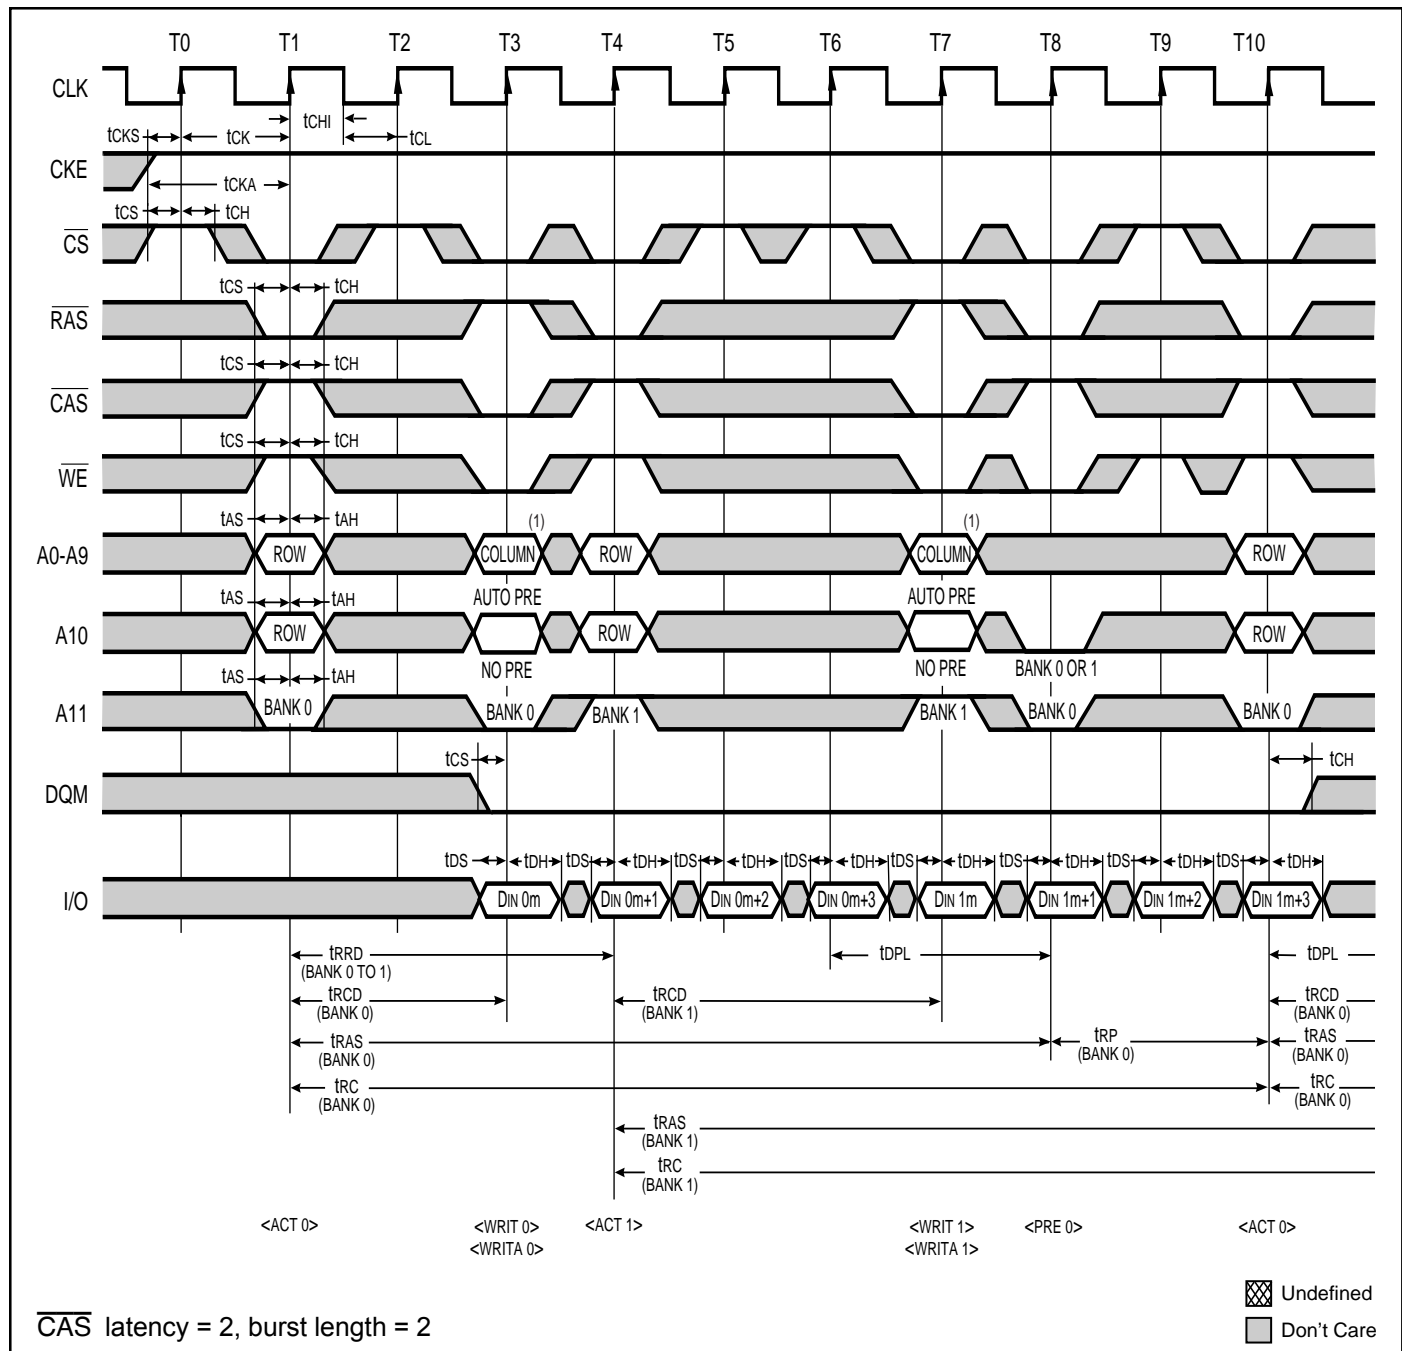 T0 T1 T2 T3 T4 T5 T6 T7 T8 T9 T10
CLK
tCHI
tCKS tCK tCL
CKE
tCKA
tCS tCH
CS
tCS tCH
RAS
tCS tCH
CAS
tCS tCH
WE
tAS tAH (1) (1)
A0-A9 ROW COLUMN ROW COLUMN ROW
tAS tAH AUTO PRE AUTO PRE
A10 ROW ROW ROW
NO PRE NO PRE BANK 0 OR 1
tAS tAH
A11 BANK 0 BANK 0 BANK 1 BANK 1 BANK 0 BANK 0
tCS tCH
DQM
tDS tDH tDS tDH tDS tDH tDS tDH tDS tDH tDS tDH tDS tDH tDS tDH
I/O DIN 0m DIN 0m+1 DIN 0m+2 DIN 0m+3 DIN 1m DIN 1m+1 DIN 1m+2 DIN 1m+3
tRRD tDPL tDPL
(BANK 0 TO 1)
tRCD tRCD tRCD
(BANK 0) (BANK 1) (BANK 0)
tRAS tRP tRAS
(BANK 0) (BANK 0) (BANK 0)
tRC tRC
(BANK 0) (BANK 0)
tRAS
(BANK 1)
tRC
(BANK 1)
<ACT 0> <WRIT 0> <ACT 1> <WRIT 1> <PRE 0> <ACT 0>
<WRITA 0> <WRITA 1>
Undefined
CAS latency = 2, burst length = 2
Don't Care